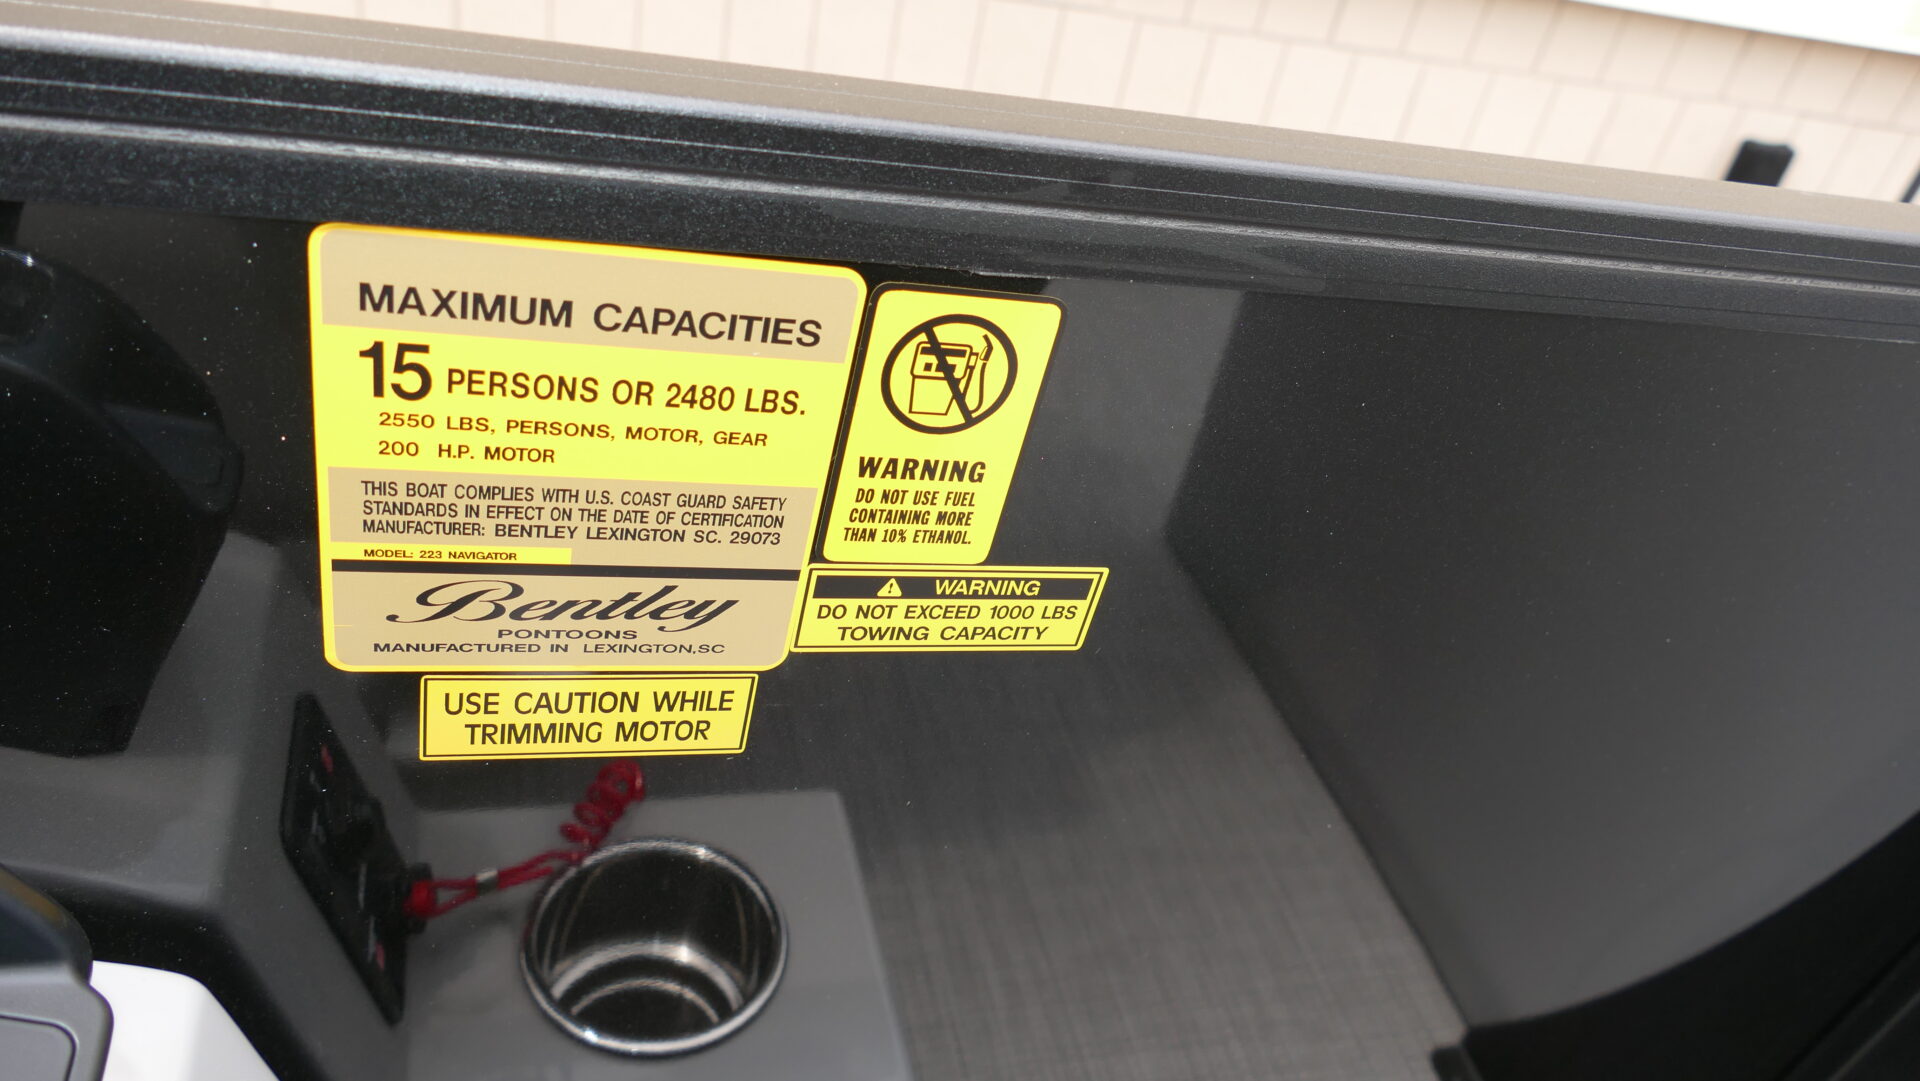 MAXIMUM CAPACITIES
15 PERSONS OR 2480 LBS.
2550 LBS, PERSONS, MOTOR, GEAR
200 H.P. MOTOR
THIS BOAT COMPLIES WITH U.S. COAST GUARD SAFETY
STANDARDS IN EFFECT ON THE DATE OF CERTIFICATION
MANUFACTURER: BENTLEY LEXINGTON SC. 29073
MODEL: 223 NAVIGATOR
Bentley
PONTOONS
MANUFACTURED IN LEXINGTON,SC
WARNING
DO NOT USE FUEL
CONTAINING MORE
THAN 10% ETHANOL.
WARNING
DO NOT EXCEED 1000 LBS
TOWING CAPACITY
USE CAUTION WHILE
TRIMMING MOTOR